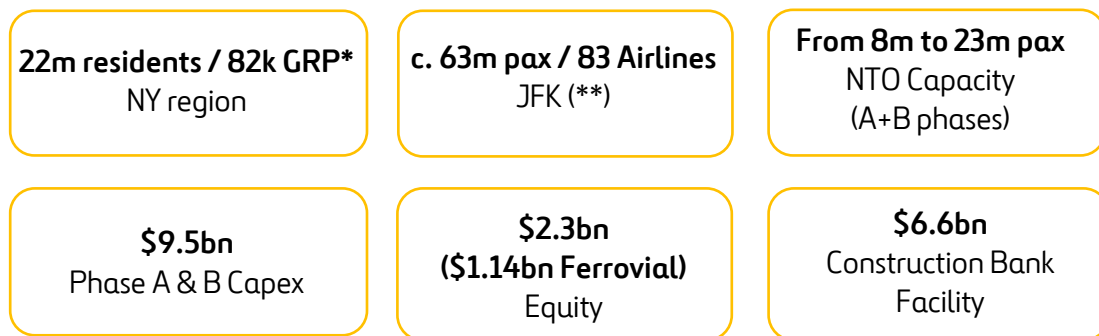 22m residents / 82k GRP*
NY region
c. 63m pax / 83 Airlines
JFK (**)
From 8m to 23m pax
NTO Capacity
(A+B phases)
$9.5bn
Phase A & B Capex
$2.3bn
($1.14bn Ferrovial)
Equity
$6.6bn
Construction Bank
Facility